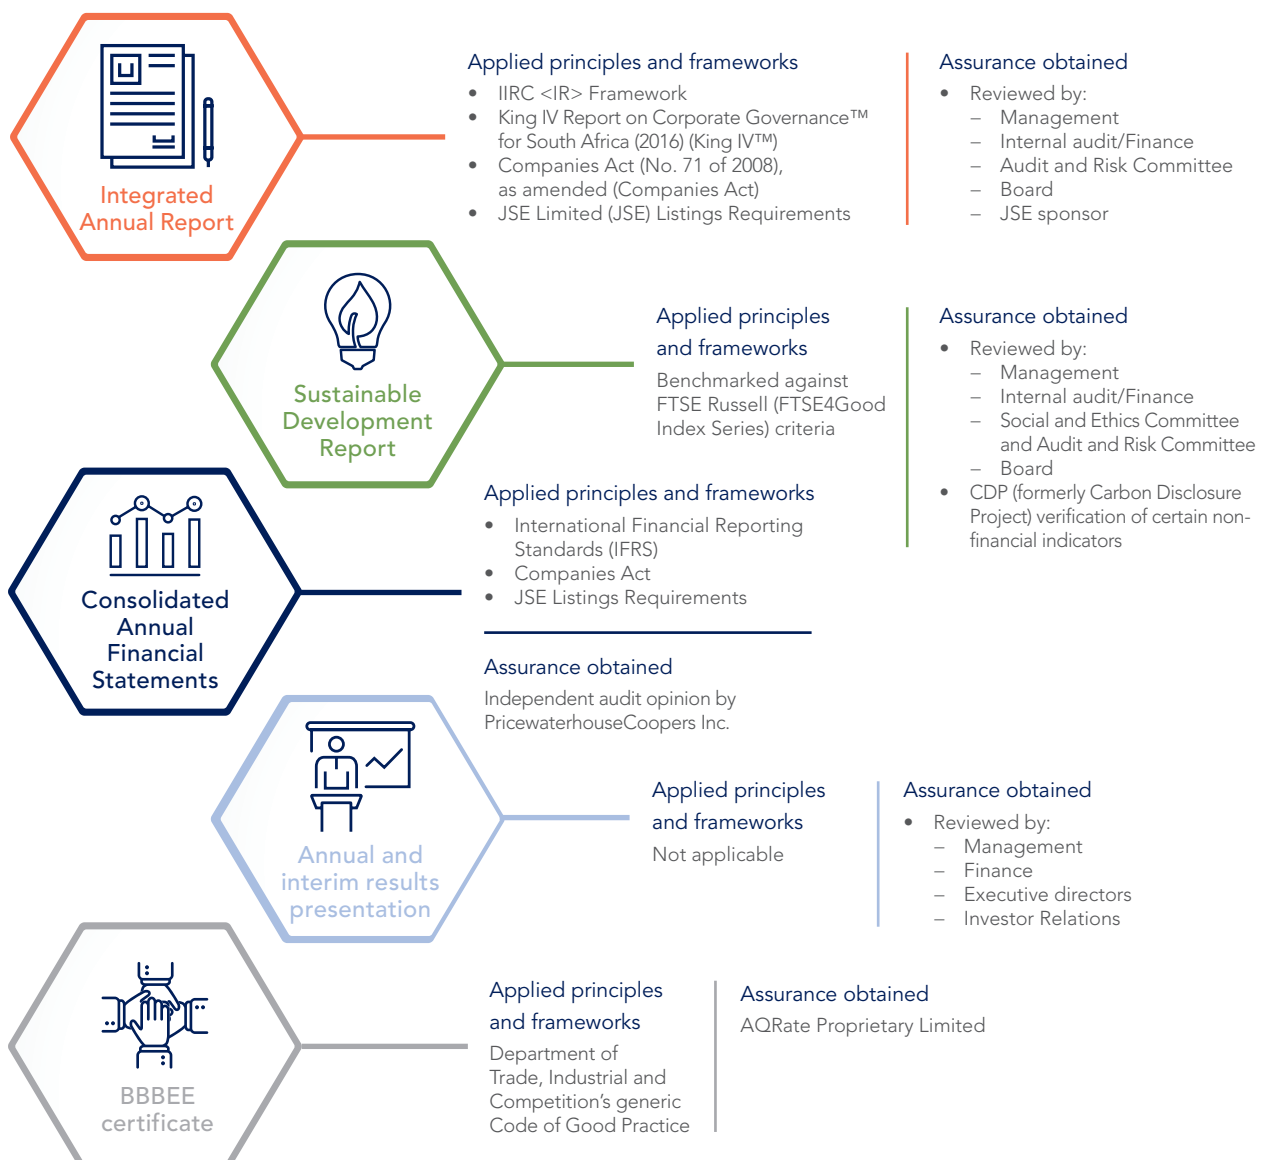 Integrated
Annual Report
Applied principles and frameworks
• IIRC <IR> Framework
• King IV Report on Corporate Governance™
for South Africa (2016) (King IV™)
• Companies Act (No. 71 of 2008),
as amended (Companies Act)
• JSE Limited (JSE) Listings Requirements
Assurance obtained
• Reviewed by:
– Management
– Internal audit/Finance
– Audit and Risk Committee
– Board
– JSE sponsor
Sustainable
Development
Report
Applied principles
and frameworks
Benchmarked against
FTSE Russell (FTSE4Good
Index Series) criteria
Assurance obtained
• Reviewed by:
– Management
– Internal audit/Finance
– Social and Ethics Committee
and Audit and Risk Committee
– Board
• CDP (formerly Carbon Disclosure
Project) verification of certain non-
financial indicators
Consolidated
Annual
Financial
Statements
Applied principles and frameworks
• International Financial Reporting
Standards (IFRS)
• Companies Act
• JSE Listings Requirements
Assurance obtained
Independent audit opinion by
PricewaterhouseCoopers Inc.
Annual and
interim results
presentation
Applied principles
and frameworks
Not applicable
Assurance obtained
• Reviewed by:
– Management
– Finance
– Executive directors
– Investor Relations
BBBEE
certificate
Applied principles
and frameworks
Department of
Trade, Industrial and
Competition’s generic
Code of Good Practice
Assurance obtained
AQRate Proprietary Limited